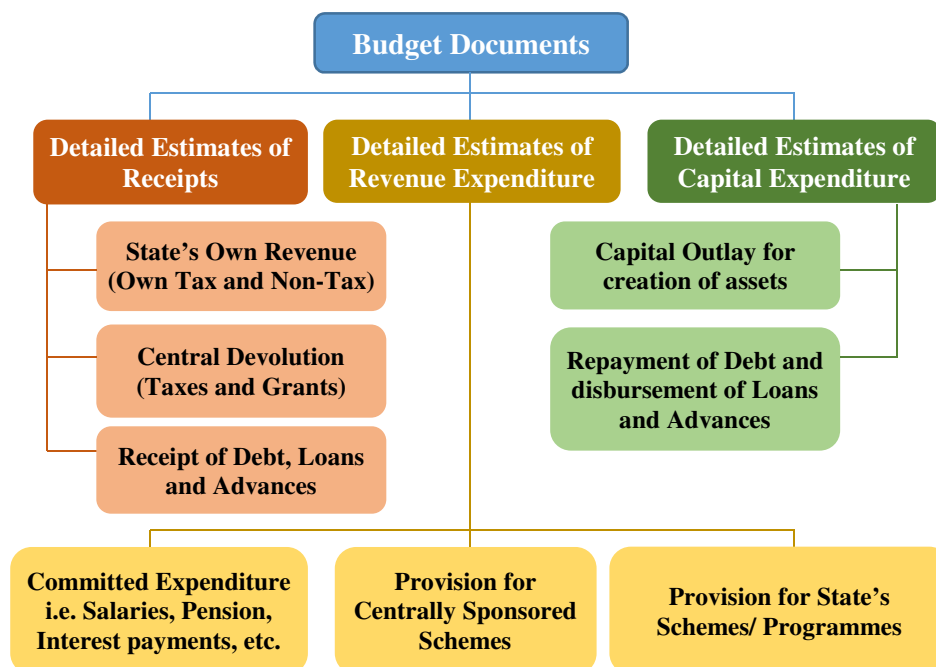 Budget Documents
Detailed Estimates of
Receipts
Detailed Estimates of
Revenue Expenditure
Detailed Estimates of
Capital Expenditure
State’s Own Revenue
(Own Tax and Non-Tax)
Central Devolution
(Taxes and Grants)
Receipt of Debt, Loans
and Advances
Capital Outlay for
creation of assets
Repayment of Debt and
disbursement of Loans
and Advances
Committed Expenditure
i.e. Salaries, Pension,
Interest payments, etc.
Provision for
Centrally Sponsored
Schemes
Provision for State’s
Schemes/ Programmes